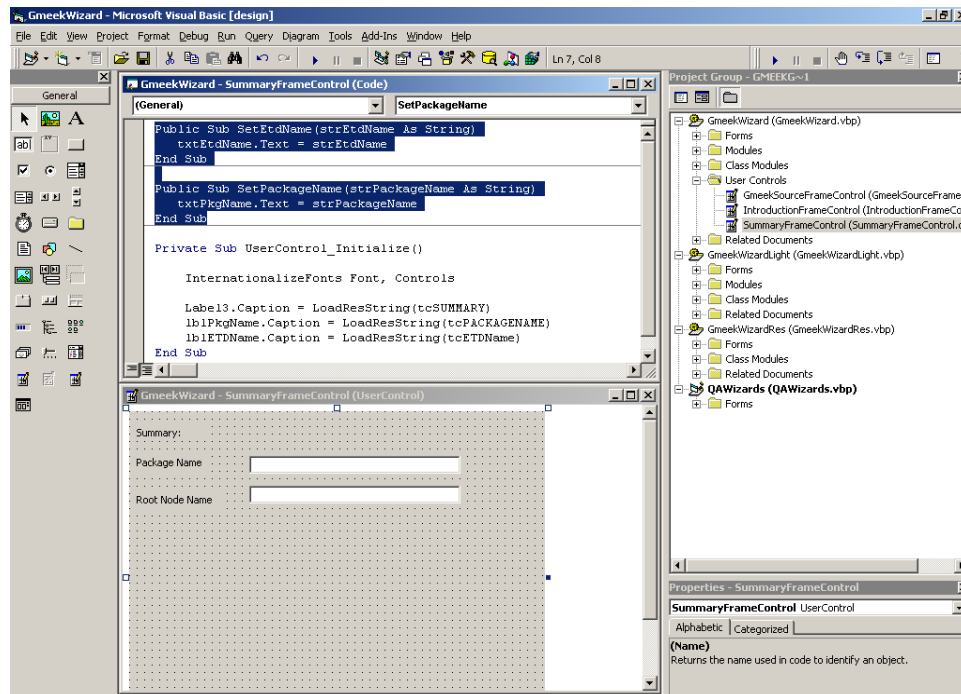 GmeekWizard - Microsoft Visual Basic [design]
File Edit View Project Format Debug Run Query Diagram Tools Add-Ins Window Help
Ln 7, Col 8
General
A
ab|
GmeekWizard - SummaryFrameControl (Code)
(General) SetPackageName
Public Sub SetEtdName(strEtdName As String)
txtEtdName.Text = strEtdName
End Sub
Public Sub SetPackageName(strPackageName As String)
txtPkgName.Text = strPackageName
End Sub
Private Sub UserControl_Initialize()
InternationalizeFonts Font, Controls
Label3.Caption = LoadResString(tcSUMMARY)
lblPkgName.Caption = LoadResString(tcPACKAGENAME)
lblETDName.Caption = LoadResString(tcETDName)
End Sub
GmeekWizard - SummaryFrameControl (UserControl)
Summary:
Package Name
Root Node Name
Project Group - GMEEKG~1
GmeekWizard (GmeekWizard.vbp)
Forms
Modules
Class Modules
User Controls
GmeekSourceFrameControl (GmeekSourceFrame
IntroductionFrameControl (IntroductionFrameCo
SummaryFrameControl (SummaryFrameControl.c
Related Documents
GmeekWizardLight (GmeekWizardLight.vbp)
Forms
Modules
Class Modules
Related Documents
GmeekWizardRes (GmeekWizardRes.vbp)
Forms
Class Modules
Related Documents
QAWizards (QAWizards.vbp)
Forms
Properties - SummaryFrameControl
SummaryFrameControl UserControl
Alphabetic Categorized
(Name)
Returns the name used in code to identify an object.